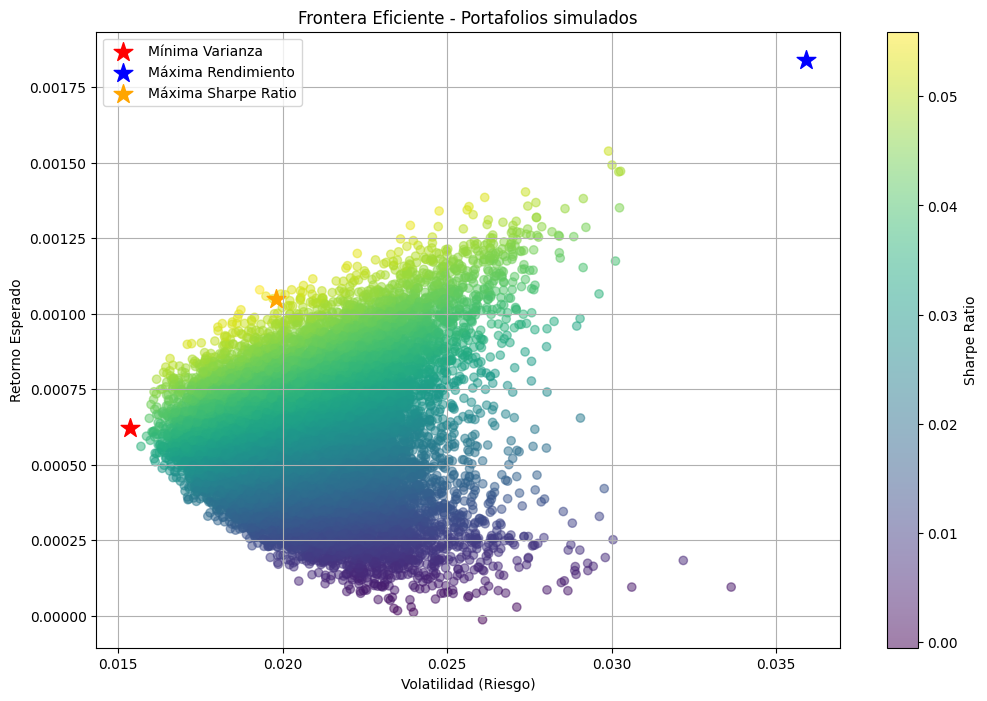 Frontera Eficiente - Portafolios simulados
Mínima Varianza
Máxima Rendimiento
Máxima Sharpe Ratio
Retorno Esperado
0.00175
0.00150
0.00125
0.00100
0.00075
0.00050
0.00025
0.00000
0.015
0.020
0.025
0.030
0.035
Volatilidad (Riesgo)
0.05
0.04
0.03
0.02
0.01
0.00
Sharpe Ratio